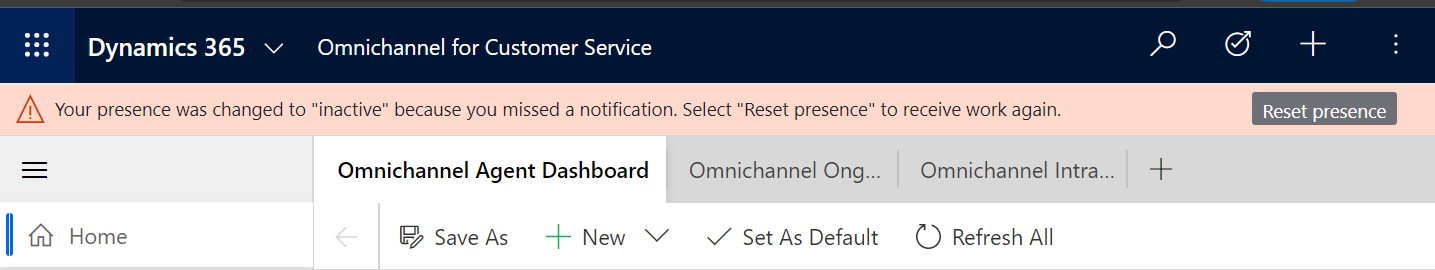 Dynamics 365 Omnichannel for Customer Service
Your presence was changed to "inactive" because you missed a notification. Select "Reset presence" to receive work again. Reset presence
Omnichannel Agent Dashboard Omnichannel Ong... Omnichannel Intra...
Home Save As New Set As Default Refresh All